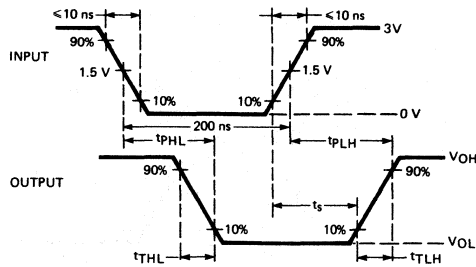 ≤10 ns
≤10 ns
90%
90%
3V
INPUT
1.5 V
1.5 V
10%
10%
0 V
200 ns
tPHL
tPLH
VOH
OUTPUT
90%
90%
ts
10%
10%
VOL
tTHL
tTLH